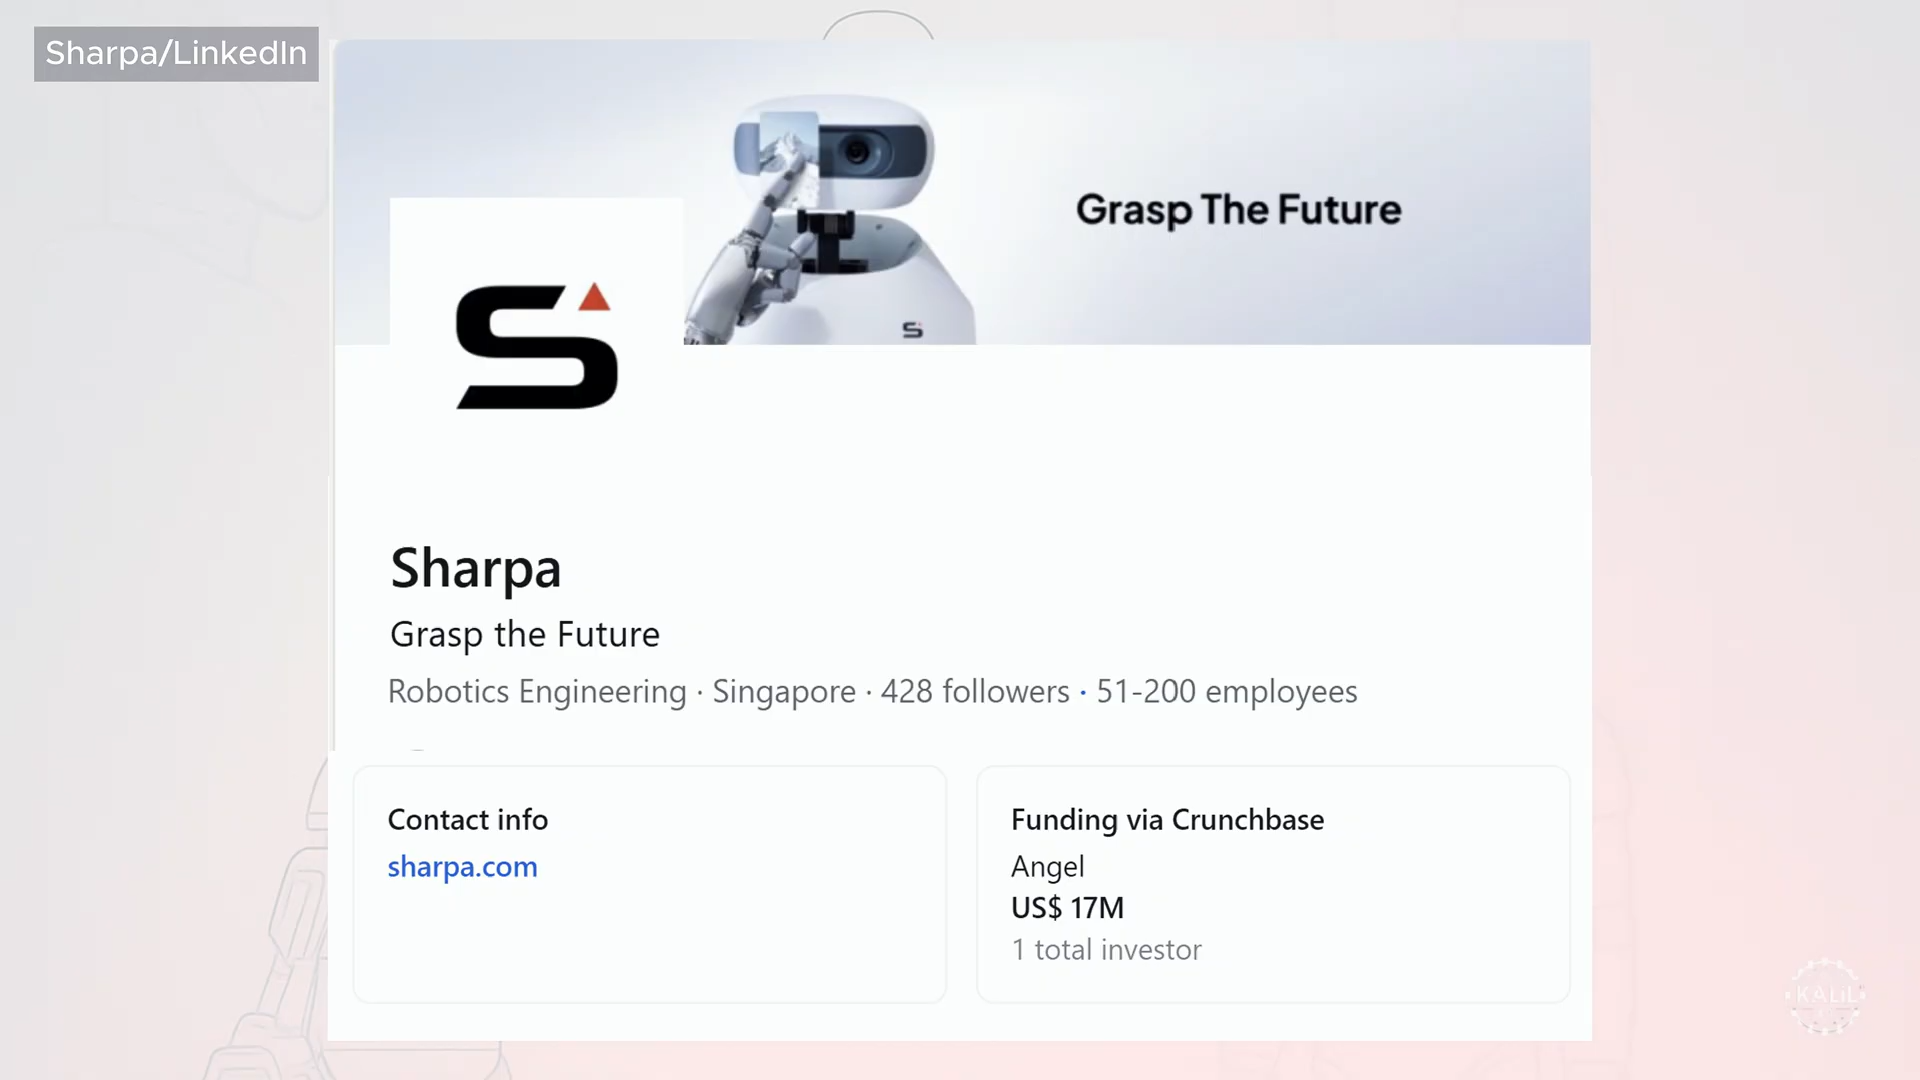 Sharpa/LinkedIn
Grasp The Future
Sharpa
Grasp the Future
Robotics Engineering · Singapore · 428 followers · 51-200 employees
Contact info
sharpa.com
Funding via Crunchbase
Angel
US$ 17M
1 total investor
KALIL